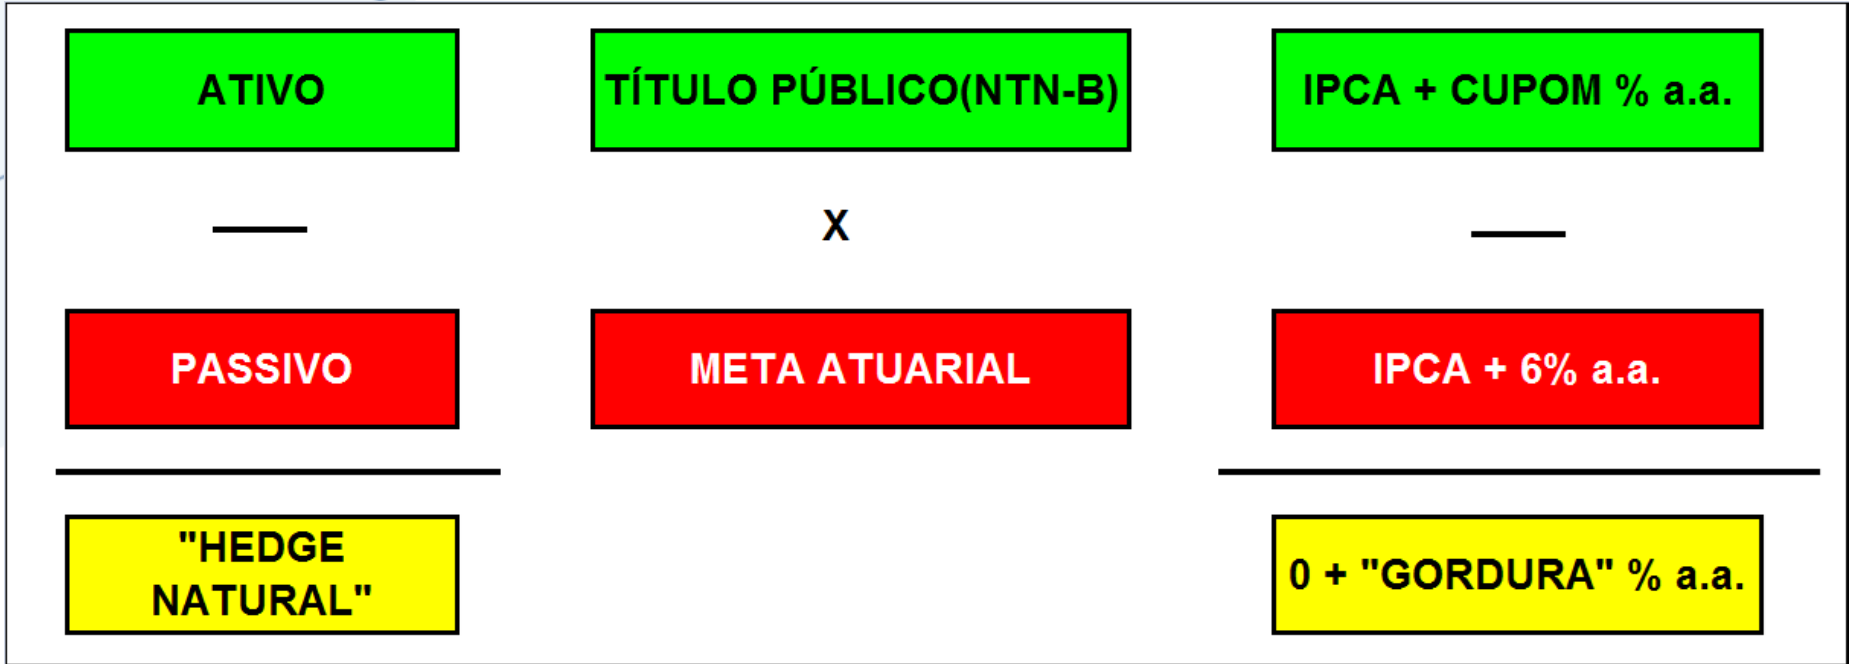 ATIVO
TÍTULO PÚBLICO(NTN-B)
IPCA + CUPOM % a.a.
X
PASSIVO
META ATUARIAL
IPCA + 6% a.a.
"HEDGE
NATURAL"
0 + "GORDURA" % a.a.